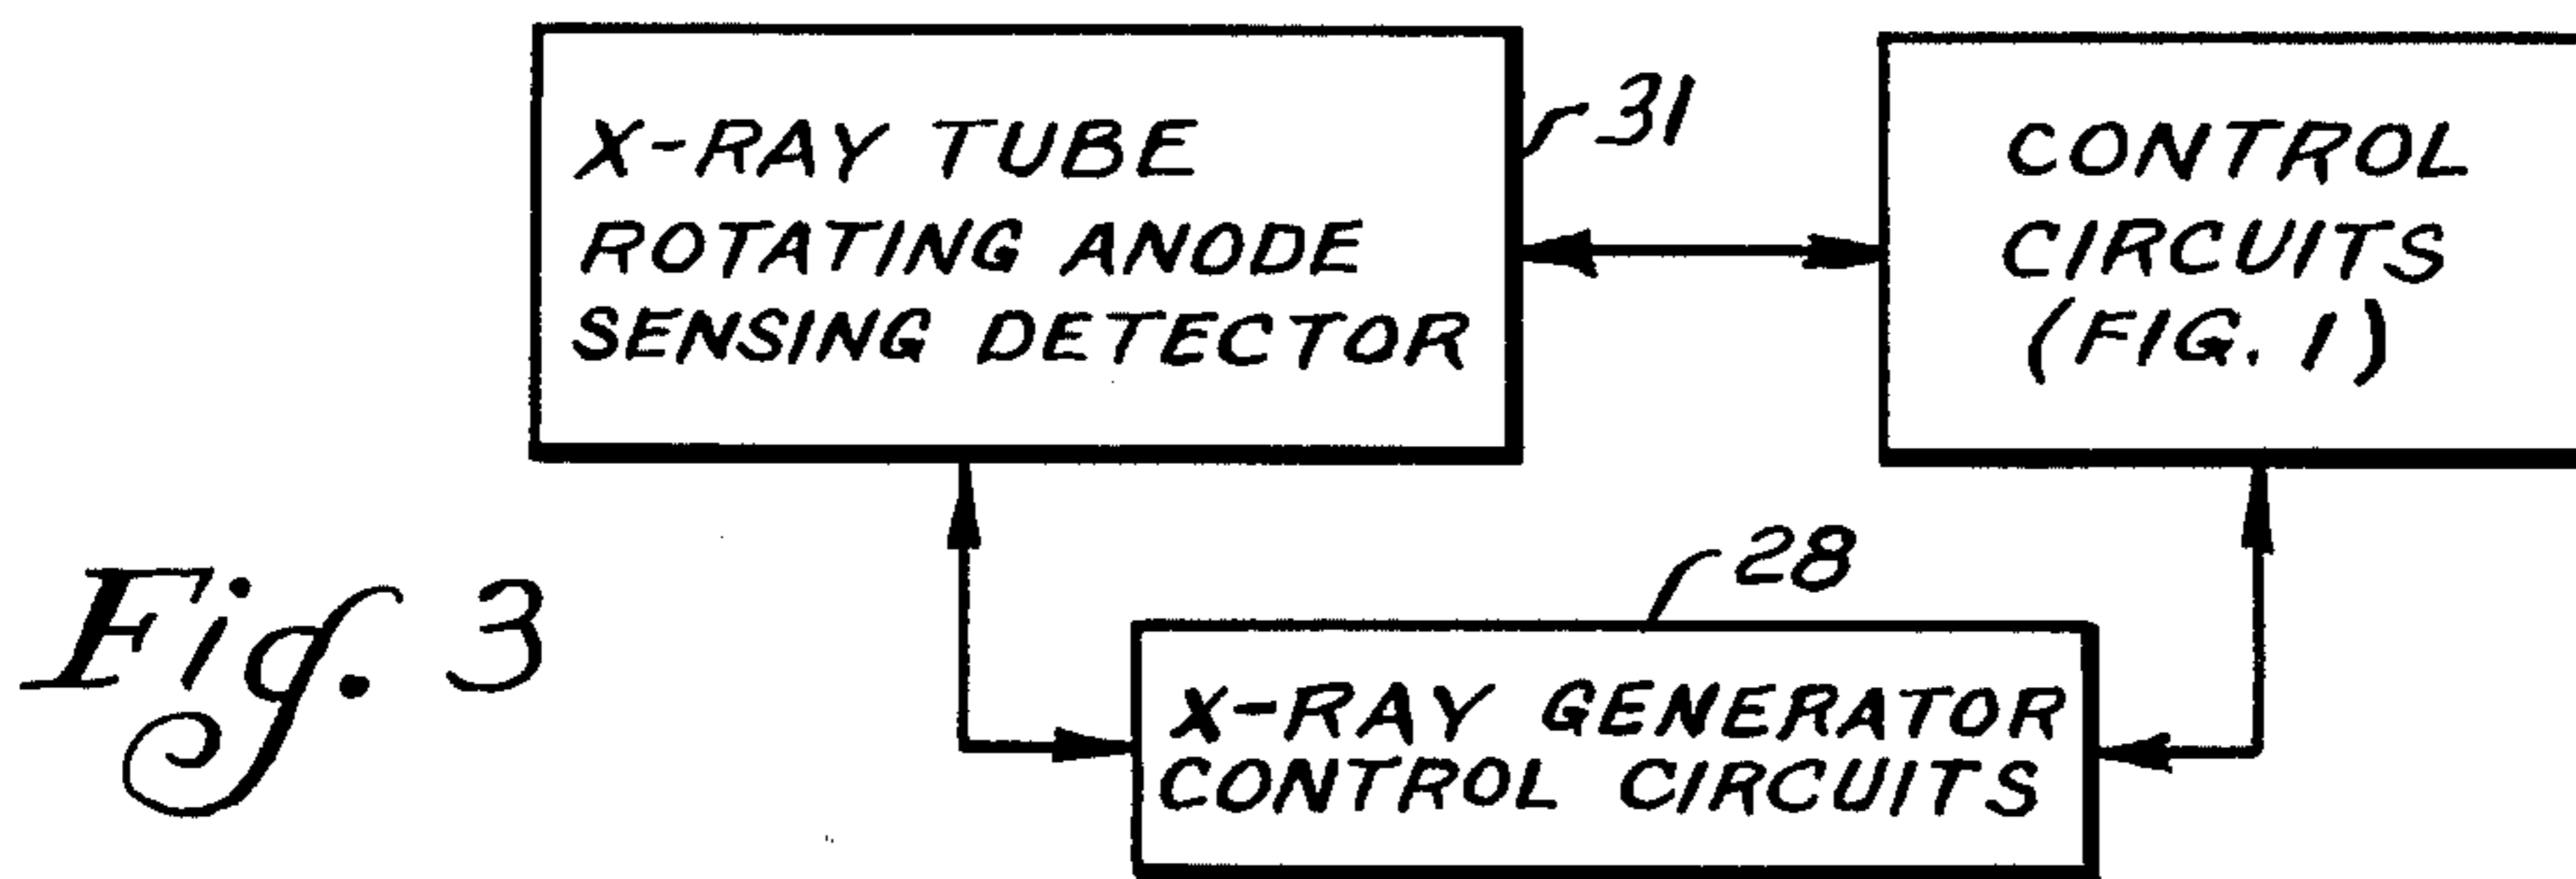 X-RAY TUBE
ROTATING ANODE
SENSING DETECTOR
31
CONTROL
CIRCUITS
(FIG. 1)
28
X-RAY GENERATOR
CONTROL CIRCUITS
Fig. 3